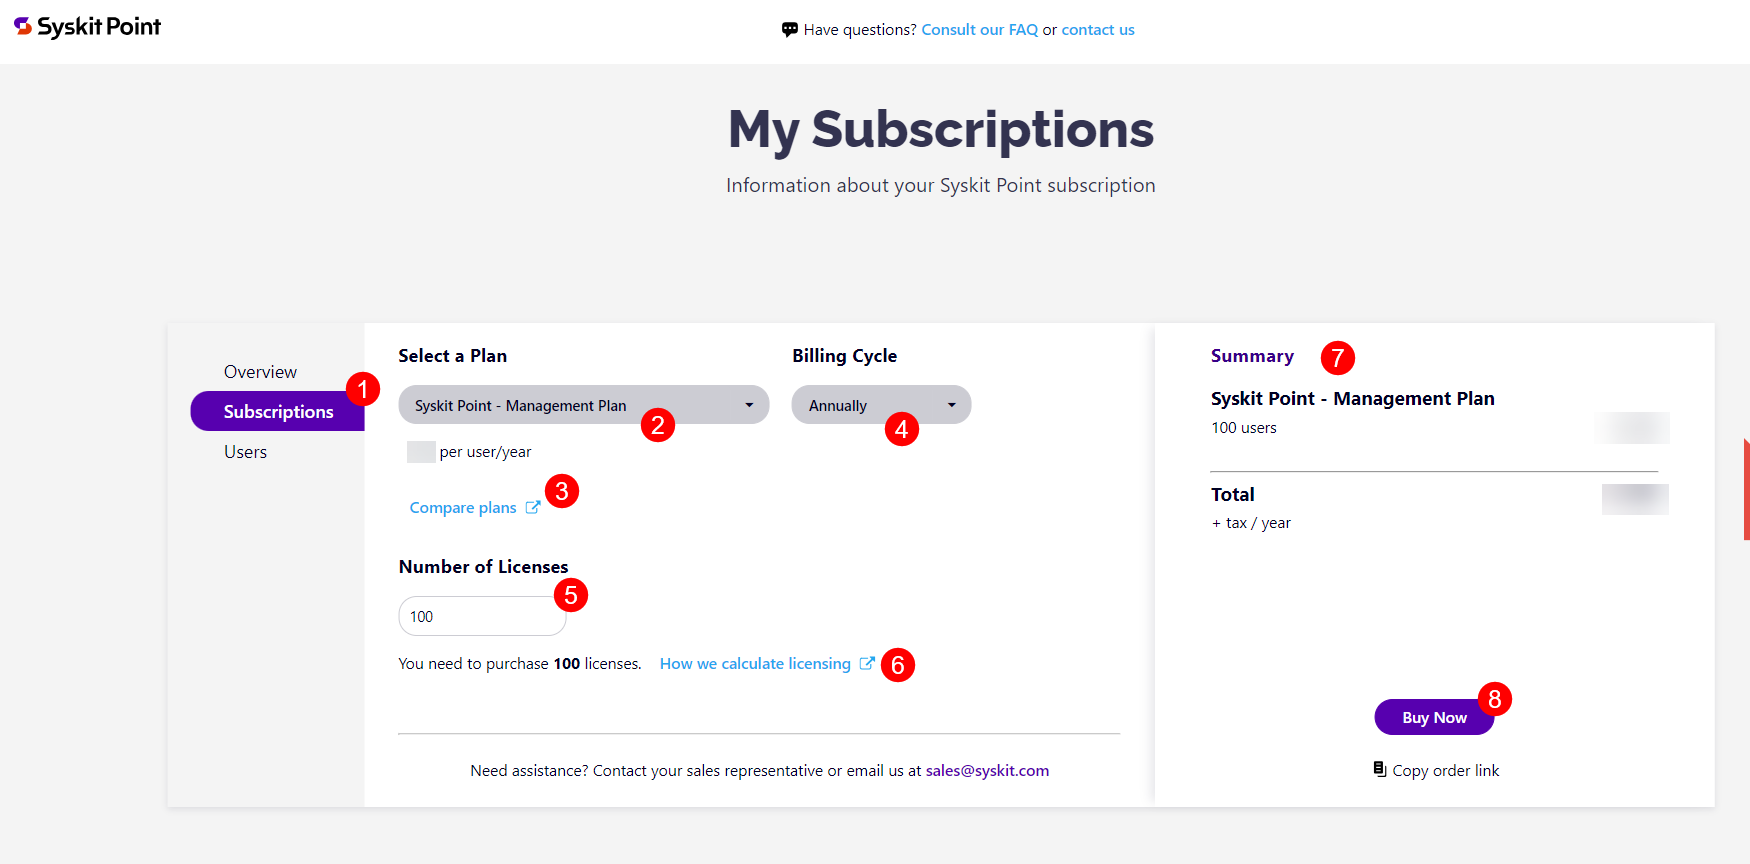 Syskit Point
Have questions? Consult our FAQ or contact us
My Subscriptions
Information about your Syskit Point subscription
Overview
1
Subscriptions
Users
Select a Plan
Syskit Point - Management Plan
2
per user/year
Compare plans
3
Billing Cycle
Annually
4
Number of Licenses
5
100
You need to purchase 100 licenses. How we calculate licensing
6
Need assistance? Contact your sales representative or email us at sales@syskit.com
Summary
7
Syskit Point - Management Plan
100 users
Total
+ tax / year
8
Buy Now
Copy order link